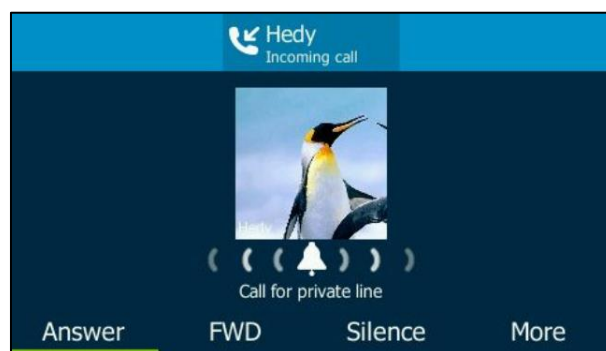 Hedy
Incoming call
Hedy
Call for private line
Answer FWD Silence More